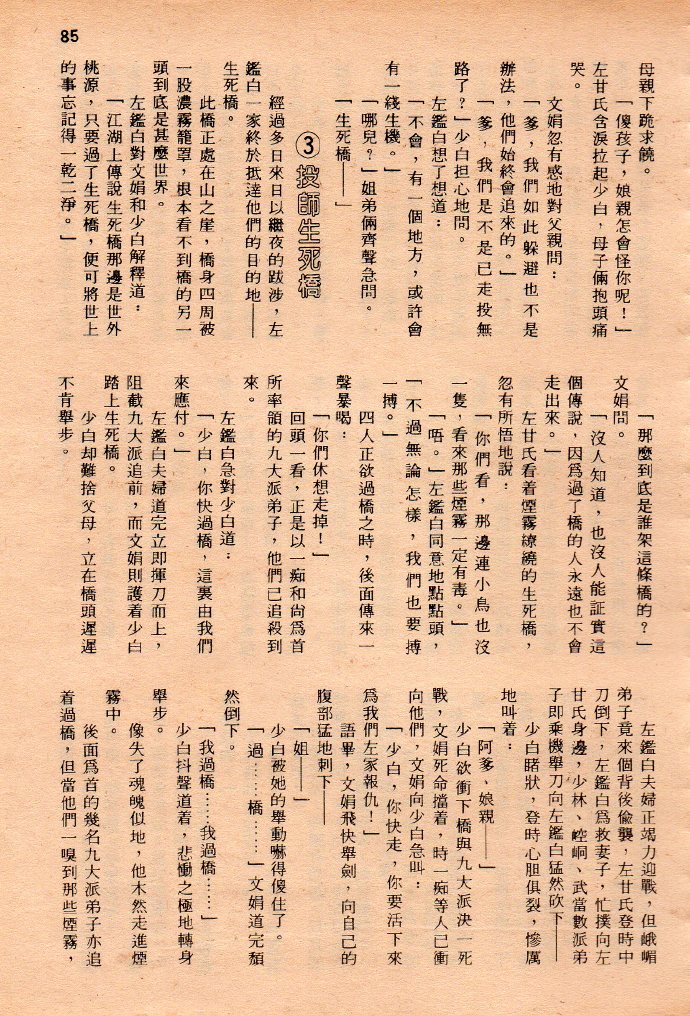 85
母親下跪求饒。
「傻孩子，娘親怎會怪你呢！」
左甘氏含淚拉起少白，母子倆抱頭痛
哭。
文娟忽有感地對父親問：
「爹，我們如此躲避也不是
辦法，他們始終會追來的。」
「爹，我們是不是已走投無
路了？」少白担心地問。
左鑑白想了想道：
「不會，有一個地方，或許會
有一綫生機。」
「哪兒？」姐弟倆齊聲急問。
「生死橋——」
③投師生死橋
經過多日來日以繼夜的跋涉，左
鑑白一家終於抵達他們的目的地——
生死橋。
此橋正處在山之崖，橋身四周被
一股濃霧籠罩，根本看不到橋的另一
頭到底是甚麼世界。
左鑑白對文娟和少白解釋道：
「江湖上傳說生死橋那邊是世外
桃源，只要過了生死橋，便可將世上
的事忘記得一乾二淨。」
「那麼到底是誰架這條橋的？」
文娟問。
「沒人知道，也沒人能証實這
個傳說，因爲過了橋的人永遠也不會
走出來。」
左甘氏看着煙霧繚繞的生死橋，
忽有所悟地說：
「你們看，那邊連小鳥也沒
一隻，看來那些煙霧一定有毒。」
「唔。」左鑑白同意地點點頭，
「不過無論怎樣，我們也要搏
一搏。」
四人正欲過橋之時，後面傳來一
聲暴喝：
「你們休想走掉！」
回頭一看，正是以一痴和尚爲首
所率領的九大派弟子，他們已追殺到
來。
左鑑白急對少白道：
「少白，你快過橋，這裏由我們
來應付。」
左鑑白夫婦道完立即揮刀而上，
阻截九大派追前，而文娟則護着少白
踏上生死橋。
少白却難捨父母，立在橋頭遲遲
不肯舉步。
左鑑白夫婦正竭力迎戰，但峨嵋
弟子竟來個背後偷襲，左甘氏登時中
刀倒下，左鑑白爲救妻子，忙撲向左
甘氏身邊，少林、崆峒、武當數派弟
子即乘機舉刀向左鑑白猛然砍下——
少白睹狀，登時心胆俱裂，慘厲
地叫着：
「阿爹、娘親——」
少白欲衝下橋與九大派決一死
戰，文娟死命擋着，時一痴等人已衝
向他們，文娟向少白急叫：
「少白，你快走，你要活下來
爲我們左家報仇！」
語畢，文娟飛快舉劍，向自己的
腹部猛地刺下——
「姐——」
少白被她的舉動嚇得傻住了。
「過……橋……」文娟道完頹
然倒下。
「我過橋……我過橋……」
少白抖聲道着，悲慟之極地轉身
舉步。
像失了魂魄似地，他木然走進煙
霧中。
後面爲首的幾名九大派弟子亦追
着過橋，但當他們一嗅到那些煙霧，